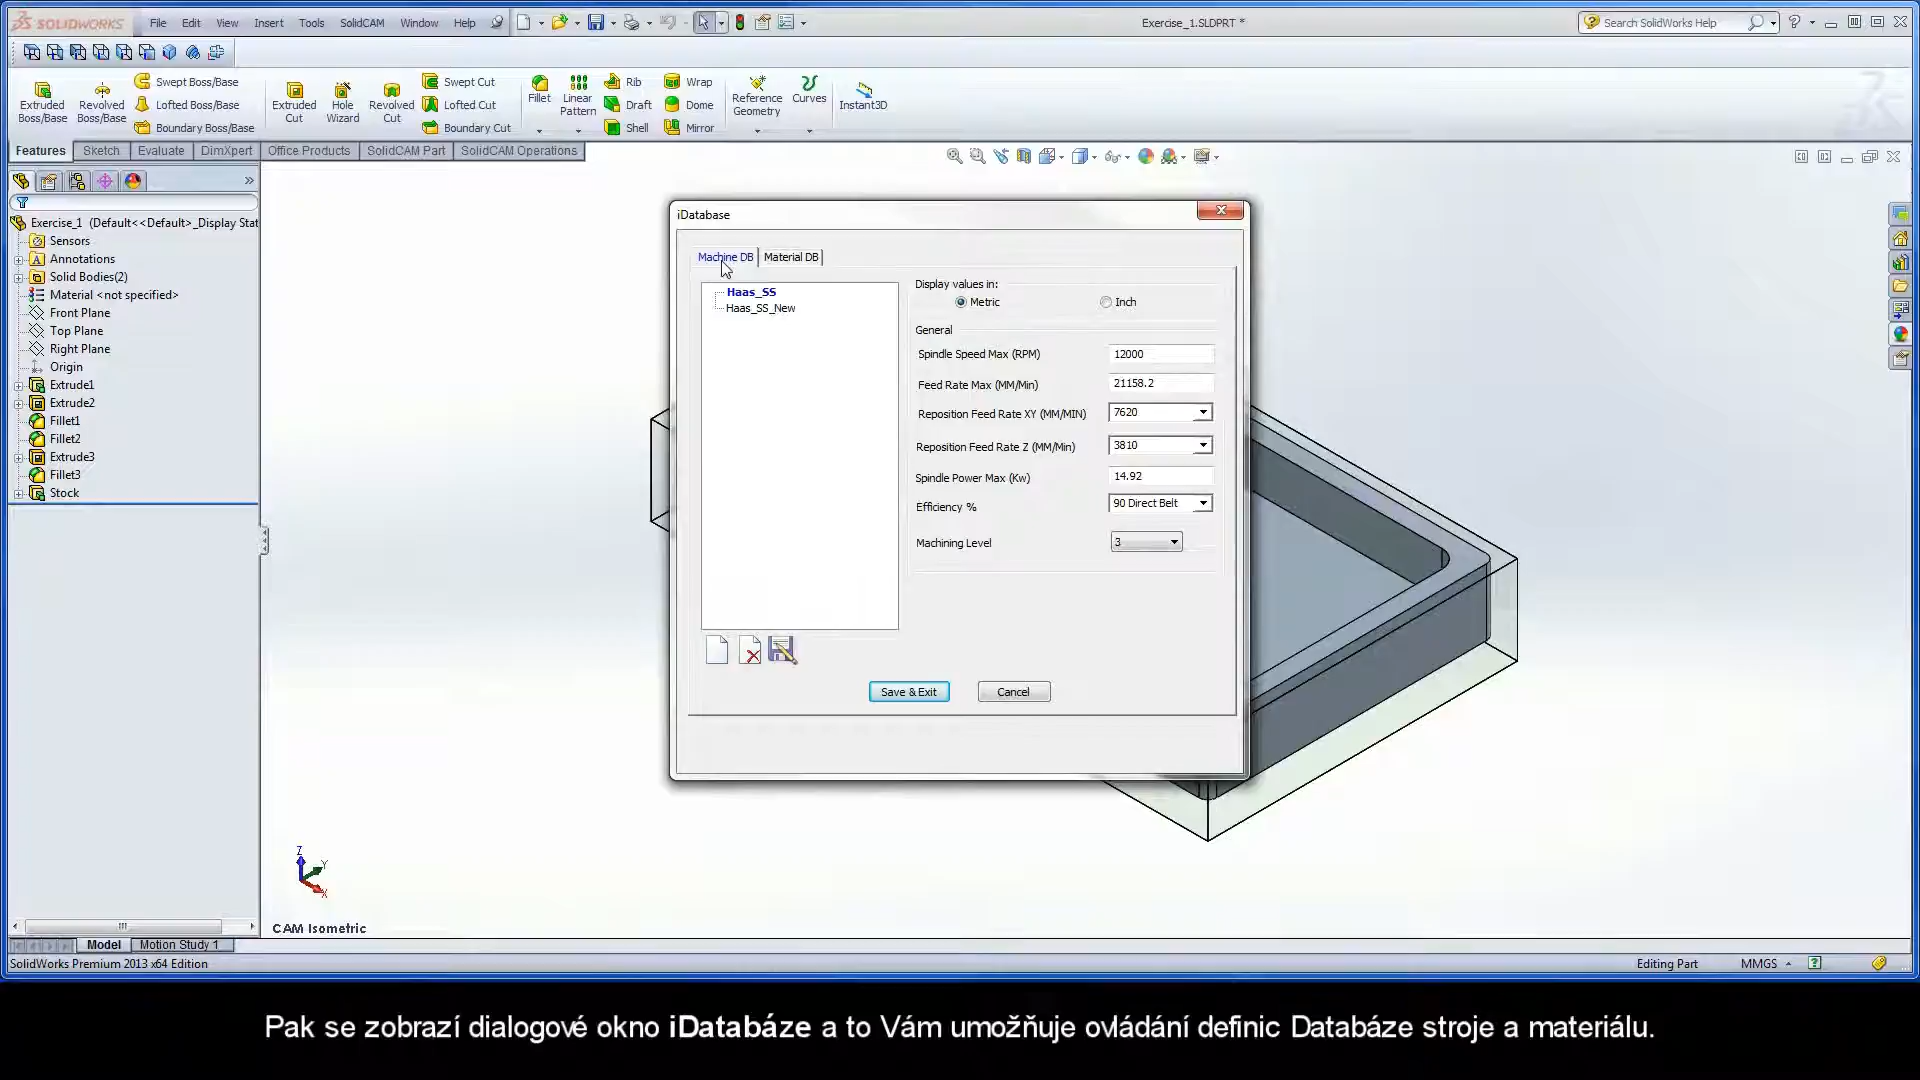 SOLIDWORKS File Edit View Insert Tools SolidCAM Window Help Exercise_1.SLDPRT * Search SolidWorks Help
Extruded Boss/Base
Revolved Boss/Base
Swept Boss/Base
Lofted Boss/Base
Boundary Boss/Base
Extruded Cut
Hole Wizard
Revolved Cut
Swept Cut
Lofted Cut
Boundary Cut
Fillet
Linear Pattern
Rib
Draft
Shell
Wrap
Dome
Mirror
Reference Geometry
Curves
Instant3D
Features Sketch Evaluate DimXpert Office Products SolidCAM Part SolidCAM Operations
Exercise_1 (Default<<Default>_Display Stat
Sensors
Annotations
Solid Bodies(2)
Material <not specified>
Front Plane
Top Plane
Right Plane
Origin
Extrude1
Extrude2
Fillet1
Fillet2
Extrude3
Fillet3
Stock
iDatabase
Machine DB Material DB
Haas_SS
Haas_SS_New
Display values in:
Metric Inch
General
Spindle Speed Max (RPM) 12000
Feed Rate Max (MM/Min) 21158.2
Reposition Feed Rate XY (MM/MIN) 7620
Reposition Feed Rate Z (MM/Min) 3810
Spindle Power Max (Kw) 14.92
Efficiency % 90 Direct Belt
Machining Level 3
Save & Exit Cancel
Z
Y
X
CAM Isometric
Model Motion Study 1
SolidWorks Premium 2013 x64 Edition Editing Part MMGS
Pak se zobrazí dialogové okno iDatabáze a to Vám umožňuje ovládání definic Databáze stroje a materiálu.